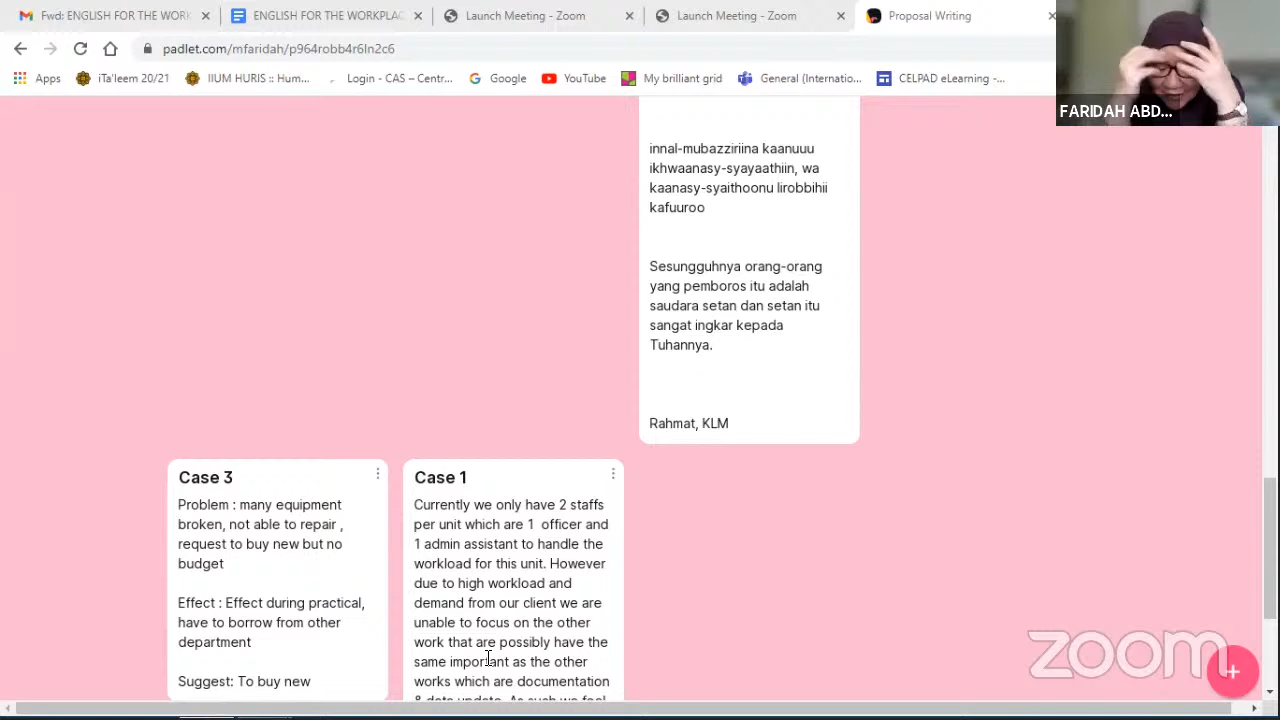 Fwd: ENGLISH FOR THE WORK
ENGLISH FOR THE WORKPLAC
Launch Meeting - Zoom
Launch Meeting - Zoom
Proposal Writing
padlet.com/mfaridah/p964robb4r6ln2c6
Apps
iTa'leem 20/21
IIUM HURIS :: Hum...
Login - CAS – Centr...
Google
YouTube
My brilliant grid
General (Internatio...
CELPAD eLearning -...
FARIDAH ABD...
innal-mubazziriina kaanuuu
ikhwaanasy-syayaathiin, wa
kaanasy-syaithoonu lirobbihii
kafuuroo
Sesungguhnya orang-orang
yang pemboros itu adalah
saudara setan dan setan itu
sangat ingkar kepada
Tuhannya.
Rahmat, KLM
Case 3
Problem : many equipment
broken, not able to repair ,
request to buy new but no
budget
Effect : Effect during practical,
have to borrow from other
department
Suggest: To buy new
Case 1
Currently we only have 2 staffs
per unit which are 1 officer and
1 admin assistant to handle the
workload for this unit. However
due to high workload and
demand from our client we are
unable to focus on the other
work that are possibly have the
same important as the other
works which are documentation
& data update. As such we feel
zoom